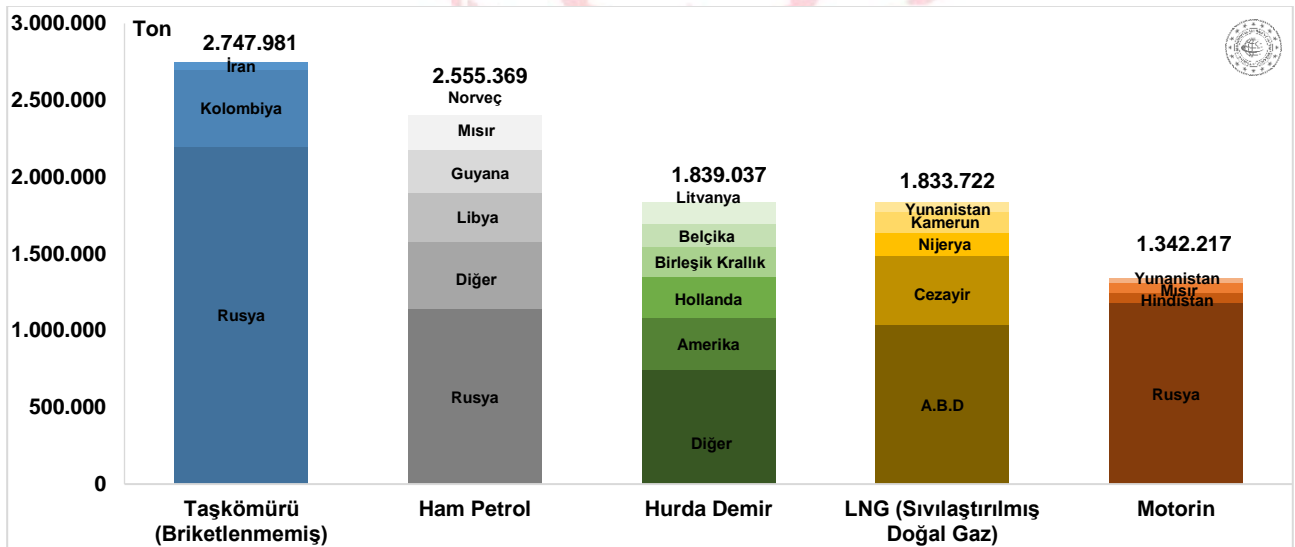 Ton
3.000.000
2.500.000
2.000.000
1.500.000
1.000.000
500.000
0
2.747.981
İran
Kolombiya
Rusya
2.555.369
Norveç
Mısır
Guyana
Libya
Diğer
Rusya
1.839.037
Litvanya
Belçika
Birleşik Krallık
Hollanda
Amerika
Diğer
1.833.722
Yunanistan
Kamerun
Nijerya
Cezayir
A.B.D
1.342.217
Yunanistan
Mısır
Hindistan
Rusya
Taşkömürü
(Briketlenmemiş)
Ham Petrol
Hurda Demir
LNG (Sıvılaştırılmış
Doğal Gaz)
Motorin